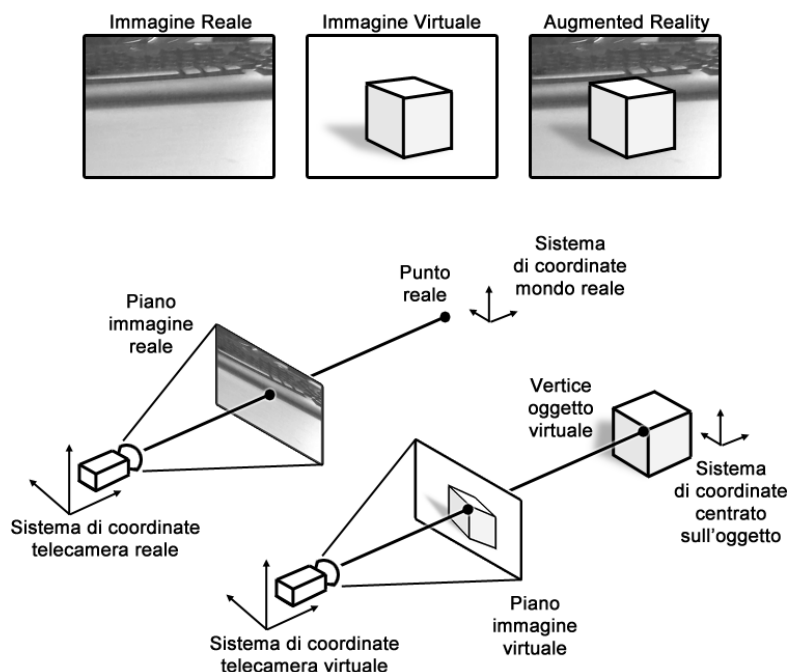 Immagine Reale
Immagine Virtuale
Augmented Reality
Sistema
di coordinate
mondo reale
Punto
reale
Piano
immagine
reale
Vertice
oggetto
virtuale
Sistema
di coordinate
centrato
sull'oggetto
Sistema di coordinate
telecamera reale
Piano
immagine
virtuale
Sistema di coordinate
telecamera virtuale